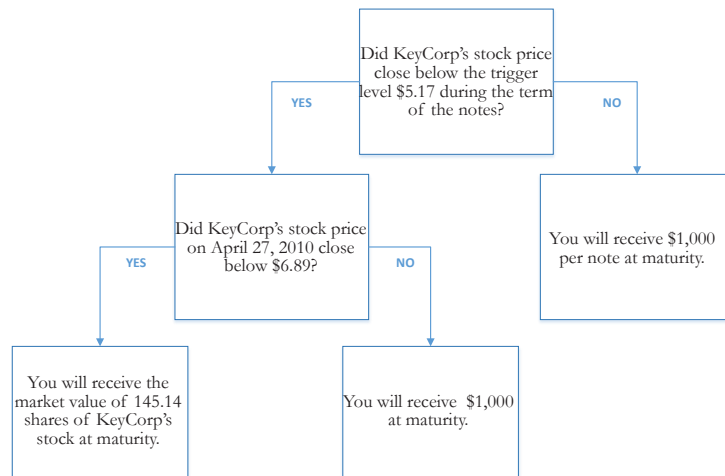 Did KeyCorp's stock price
close below the trigger
level $5.17 during the term
of the notes?
YES
NO
Did KeyCorp's stock price
on April 27, 2010 close
below $6.89?
You will receive $1,000
per note at maturity.
YES
NO
You will receive the
market value of 145.14
shares of KeyCorp's
stock at maturity.
You will receive $1,000
at maturity.